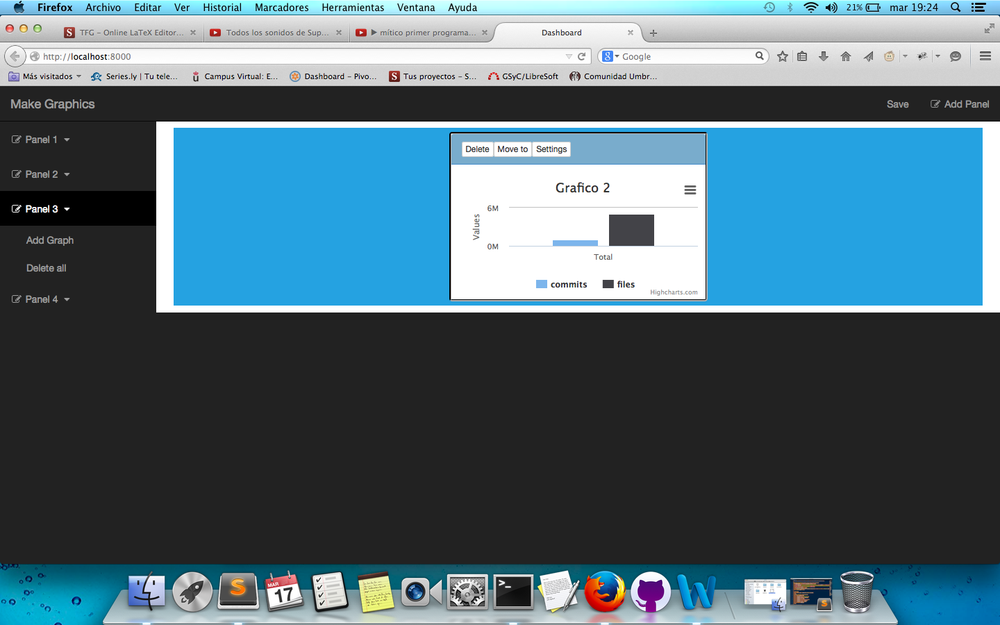 Firefox Archivo Editar Ver Historial Marcadores Herramientas Ventana Ayuda 21% mar 19:24
TFG – Online LaTeX Editor... Todos los sonidos de Sup... ▶ mítico primer programa... Dashboard
http://localhost:8000 Google
Más visitados Series.ly | Tu tele... Campus Virtual: E... Dashboard – Pivo... Tus proyectos – S... GSyC/LibreSoft Comunidad Umbr...
Make Graphics Save Add Panel
Panel 1
Panel 2
Panel 3
Add Graph
Delete all
Panel 4
Delete Move to Settings
Grafico 2
6M
Values
0M
Total
commits files
Highcharts.com
MAR
17